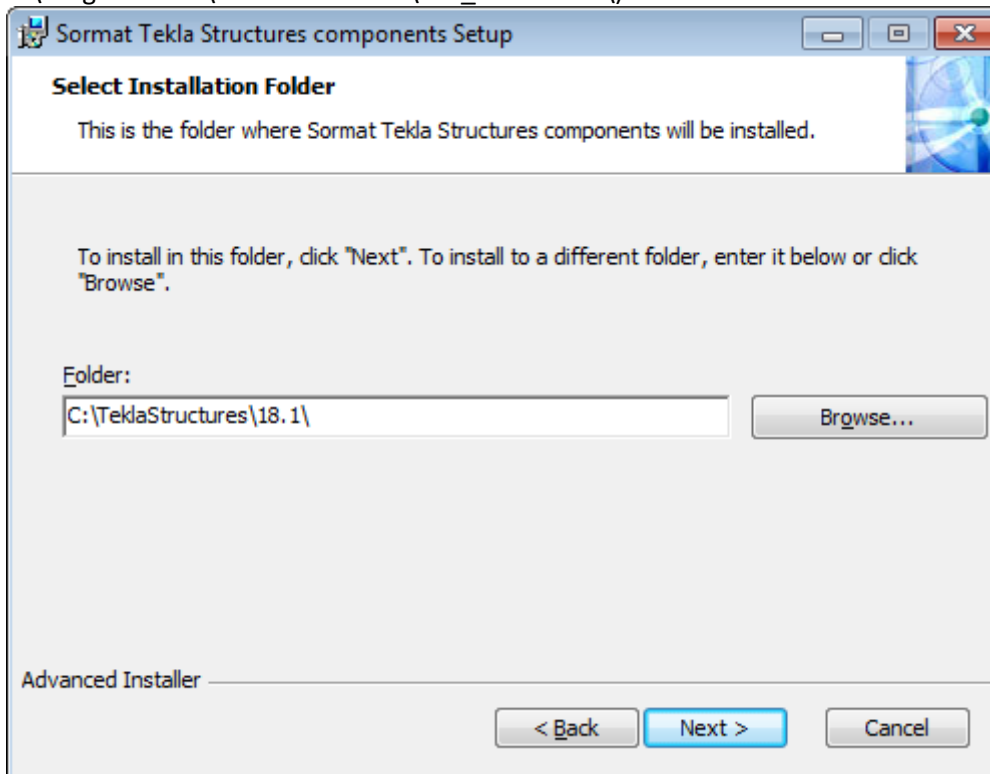 Sormat Tekla Structures components Setup
Select Installation Folder
This is the folder where Sormat Tekla Structures components will be installed.
To install in this folder, click "Next". To install to a different folder, enter it below or click
"Browse".
Folder:
C:\TeklaStructures\18.1\
Browse...
Advanced Installer
< Back Next > Cancel